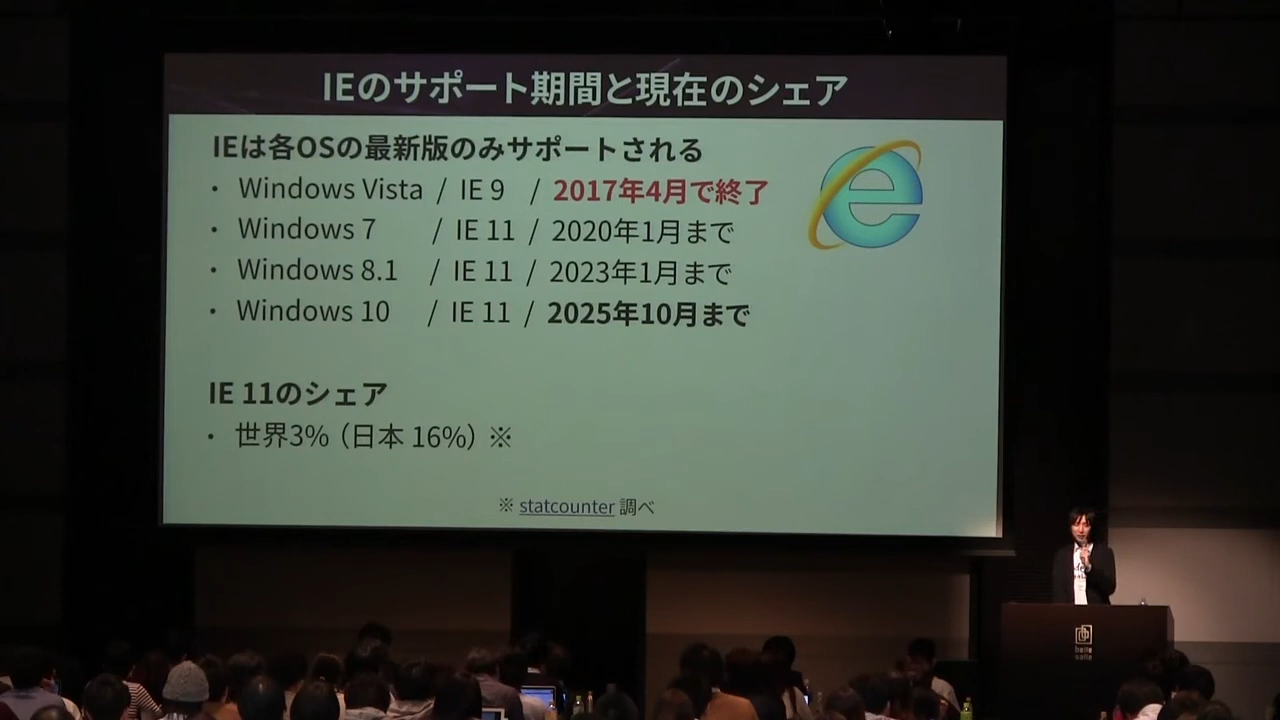 IEのサポート期間と現在のシェア
IEは各OSの最新版のみサポートされる
・ Windows Vista / IE 9 / 2017年4月で終了
・ Windows 7 / IE 11 / 2020年1月まで
・ Windows 8.1 / IE 11 / 2023年1月まで
・ Windows 10 / IE 11 / 2025年10月まで
IE 11のシェア
・ 世界3%（日本 16%）※
※ statcounter 調べ
belle
salle